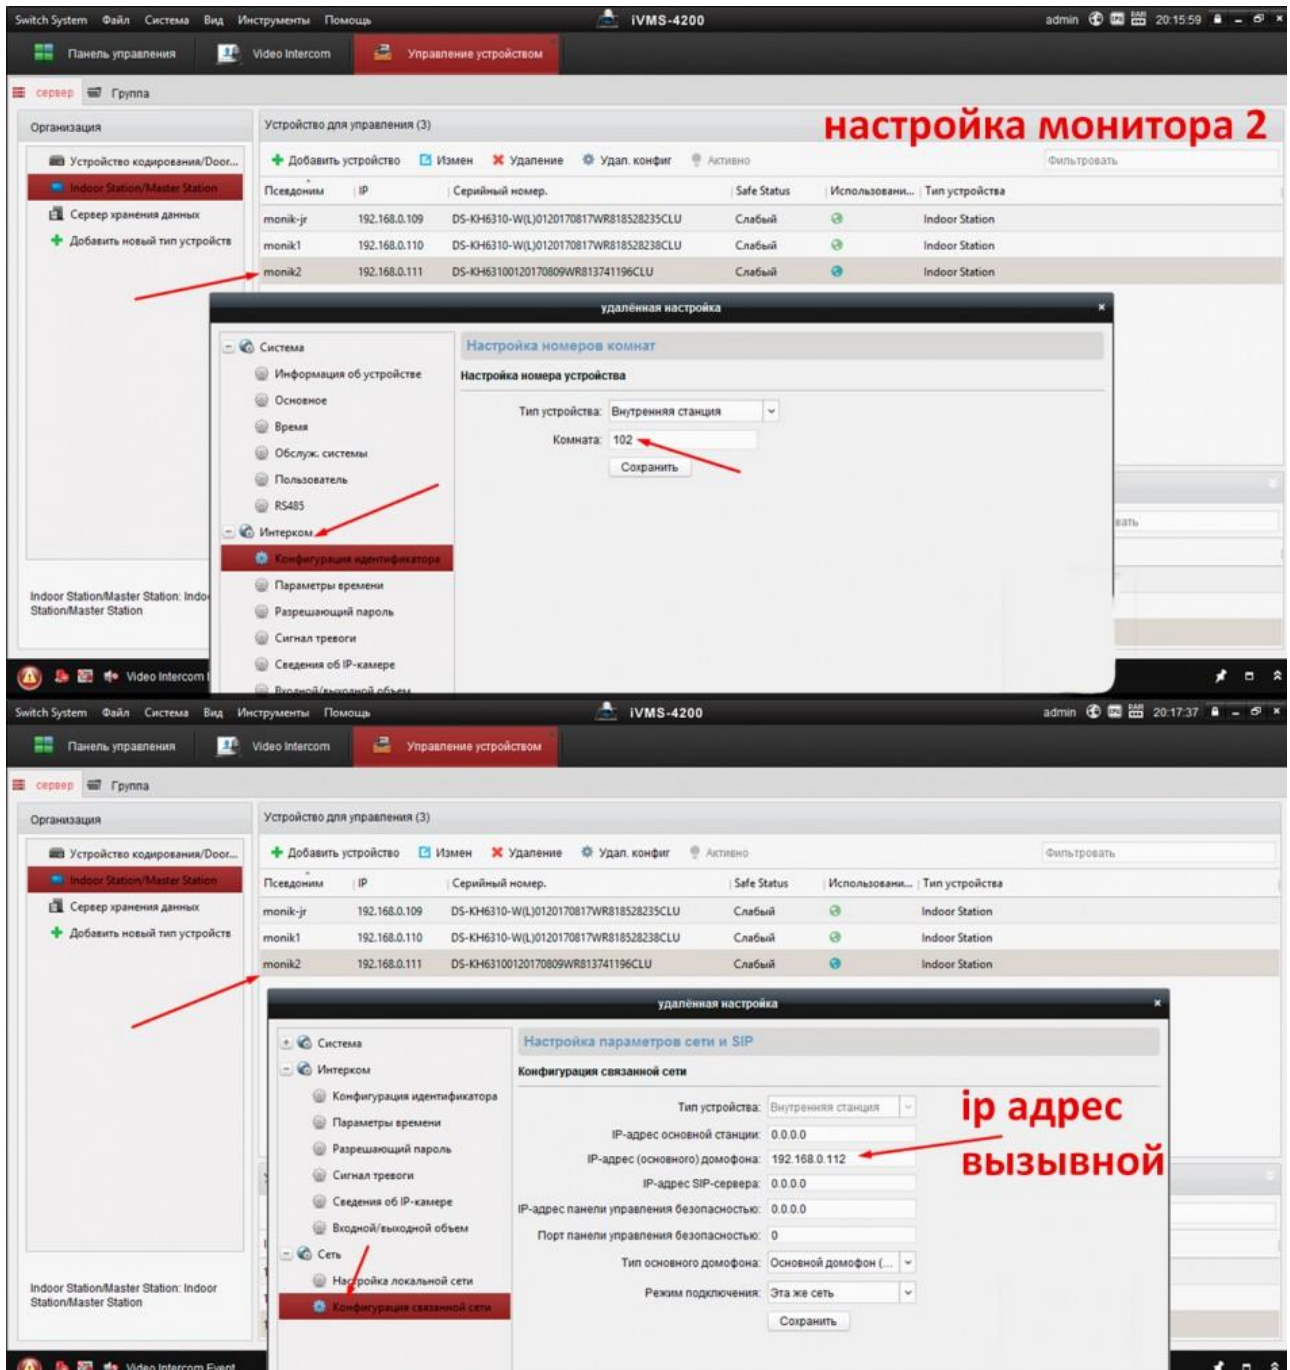 Switch System Файл Система Вид Инструменты Помощь iVMS-4200 admin 20:15:59
Панель управления Video Intercom Управление устройством
сервер Группа
Организация Устройство для управления (3)
настройка монитора 2
Устройство кодирования/Door... Добавить устройство Измен Удаление Удал. конфиг Активно Фильтровать
Indoor Station/Master Station Псевдоним IP Серийный номер. Safe Status Использовани... Тип устройства
Сервер хранения данных monik-jr 192.168.0.109 DS-KH6310-W(L)0120170817WR818528235CLU Слабый Indoor Station
Добавить новый тип устройств monik1 192.168.0.110 DS-KH6310-W(L)0120170817WR818528238CLU Слабый Indoor Station
monik2 192.168.0.111 DS-KH63100120170809WR813741196CLU Слабый Indoor Station
удалённая настройка
Система Настройка номеров комнат
Информация об устройстве Настройка номера устройства
Основное Тип устройства: Внутренняя станция
Время Комната: 102
Обслуж. системы Сохранить
Пользователь
RS485
Интерком
Конфигурация идентификатора
Параметры времени
Indoor Station/Master Station: Indo
Station/Master Station
Разрешающий пароль
Сигнал тревоги
Сведения об IP-камере
Video Intercom Входной/выходной объем
Switch System Файл Система Вид Инструменты Помощь iVMS-4200 admin 20:17:37
Панель управления Video Intercom Управление устройством
сервер Группа
Организация Устройство для управления (3)
Устройство кодирования/Door... Добавить устройство Измен Удаление Удал. конфиг Активно Фильтровать
Indoor Station/Master Station Псевдоним IP Серийный номер. Safe Status Использовани... Тип устройства
Сервер хранения данных monik-jr 192.168.0.109 DS-KH6310-W(L)0120170817WR818528235CLU Слабый Indoor Station
Добавить новый тип устройств monik1 192.168.0.110 DS-KH6310-W(L)0120170817WR818528238CLU Слабый Indoor Station
monik2 192.168.0.111 DS-KH63100120170809WR813741196CLU Слабый Indoor Station
удалённая настройка
Система Настройка параметров сети и SIP
Интерком Конфигурация связанной сети
Конфигурация идентификатора Тип устройства: Внутренняя станция
Параметры времени IP-адрес основной станции: 0.0.0.0
Разрешающий пароль IP-адрес (основного) домофона: 192.168.0.112
ip адрес
вызывной
Сигнал тревоги IP-адрес SIP-сервера: 0.0.0.0
Сведения об IP-камере IP-адрес панели управления безопасностью: 0.0.0.0
Входной/выходной объем Порт панели управления безопасностью: 0
Сеть Тип основного домофона: Основной домофон (...
Настройка локальной сети Режим подключения: Эта же сеть
Конфигурация связанной сети Сохранить
Indoor Station/Master Station: Indoor
Station/Master Station
Video Intercom Event